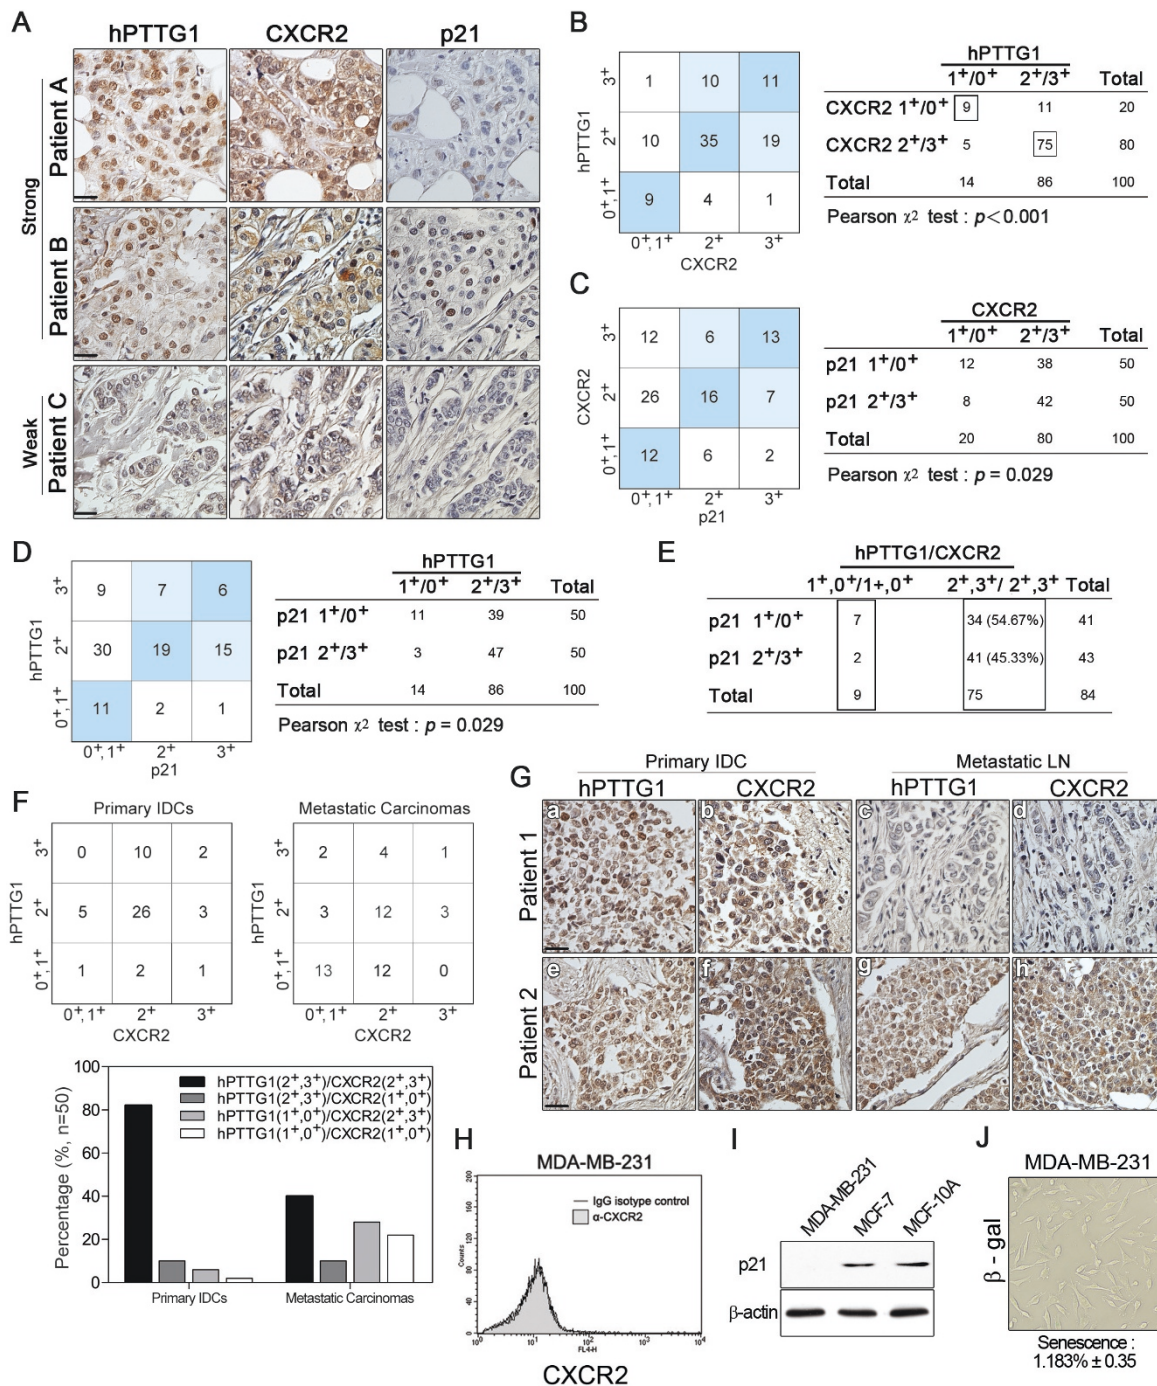 A
hPTTG1 CXCR2 p21
Strong
Patient A
Patient B
Weak
Patient C
B
hPTTG1
3+ 1 10 11
2+ 10 35 19
0+, 1+ 9 4 1
0+, 1+ 2+ 3+
CXCR2
hPTTG1
1+/0+ 2+/3+ Total
CXCR2 1+/0+ 9 11 20
CXCR2 2+/3+ 5 75 80
Total 14 86 100
Pearson χ2 test : p<0.001
C
CXCR2
3+ 12 6 13
2+ 26 16 7
0+, 1+ 12 6 2
0+, 1+ 2+ 3+
p21
CXCR2
1+/0+ 2+/3+ Total
p21 1+/0+ 12 38 50
p21 2+/3+ 8 42 50
Total 20 80 100
Pearson χ2 test : p = 0.029
D
hPTTG1
3+ 9 7 6
2+ 30 19 15
0+, 1+ 11 2 1
0+, 1+ 2+ 3+
p21
hPTTG1
1+/0+ 2+/3+ Total
p21 1+/0+ 11 39 50
p21 2+/3+ 3 47 50
Total 14 86 100
Pearson χ2 test : p = 0.029
E
hPTTG1/CXCR2
1+,0+/1+,0+ 2+,3+/ 2+,3+ Total
p21 1+/0+ 7 34 (54.67%) 41
p21 2+/3+ 2 41 (45.33%) 43
Total 9 75 84
F
Primary IDCs
hPTTG1
3+ 0 10 2
2+ 5 26 3
0+, 1+ 1 2 1
0+, 1+ 2+ 3+
CXCR2
Metastatic Carcinomas
hPTTG1
3+ 2 4 1
2+ 3 12 3
0+, 1+ 13 12 0
0+, 1+ 2+ 3+
CXCR2
Percentage (%, n=50)
100
80
60
40
20
0
hPTTG1(2+,3+)/CXCR2(2+,3+)
hPTTG1(2+,3+)/CXCR2(1+,0+)
hPTTG1(1+,0+)/CXCR2(2+,3+)
hPTTG1(1+,0+)/CXCR2(1+,0+)
Primary IDCs Metastatic Carcinomas
G
Primary IDC Metastatic LN
hPTTG1 CXCR2 hPTTG1 CXCR2
Patient 1
a b c d
Patient 2
e f g h
H
MDA-MB-231
Counts
200
160
120
80
40
0
IgG isotype control
α-CXCR2
100 101 102 103 104
FL4-H
CXCR2
I
MDA-MB-231
MCF-7
MCF-10A
p21
β-actin
J
MDA-MB-231
β - gal
Senescence :
1.183% ± 0.35